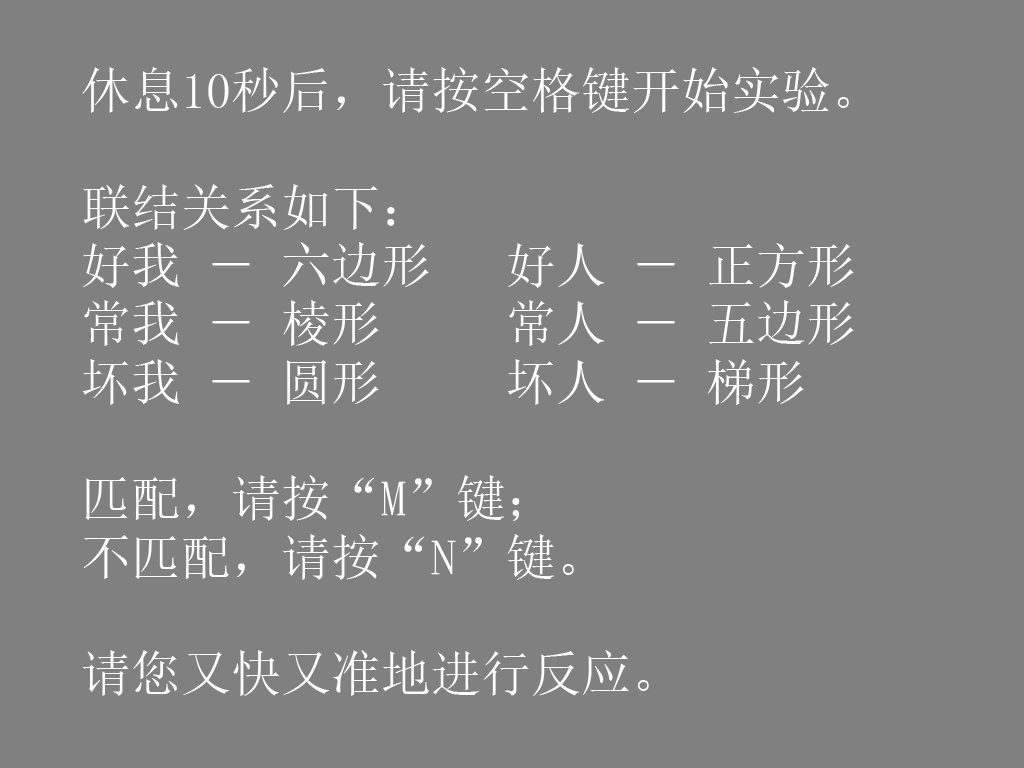 休息10秒后，请按空格键开始实验。
联结关系如下：
好我 － 六边形 好人 － 正方形
常我 － 棱形 常人 － 五边形
坏我 － 圆形 坏人 － 梯形
匹配，请按“M”键；
不匹配，请按“N”键。
请您又快又准地进行反应。